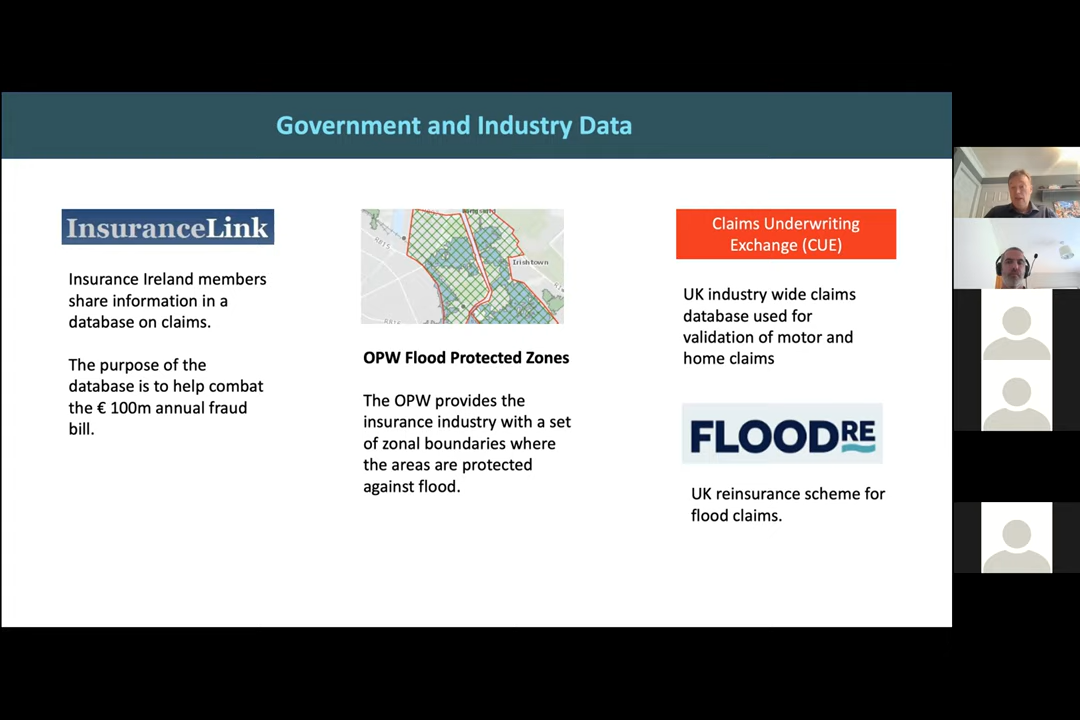 Government and Industry Data
InsuranceLink
Insurance Ireland members
share information in a
database on claims.
The purpose of the
database is to help combat
the € 100m annual fraud
bill.
R815
Irishtown
OPW Flood Protected Zones
The OPW provides the
insurance industry with a set
of zonal boundaries where
the areas are protected
against flood.
Claims Underwriting
Exchange (CUE)
UK industry wide claims
database used for
validation of motor and
home claims
FLOODRE
UK reinsurance scheme for
flood claims.